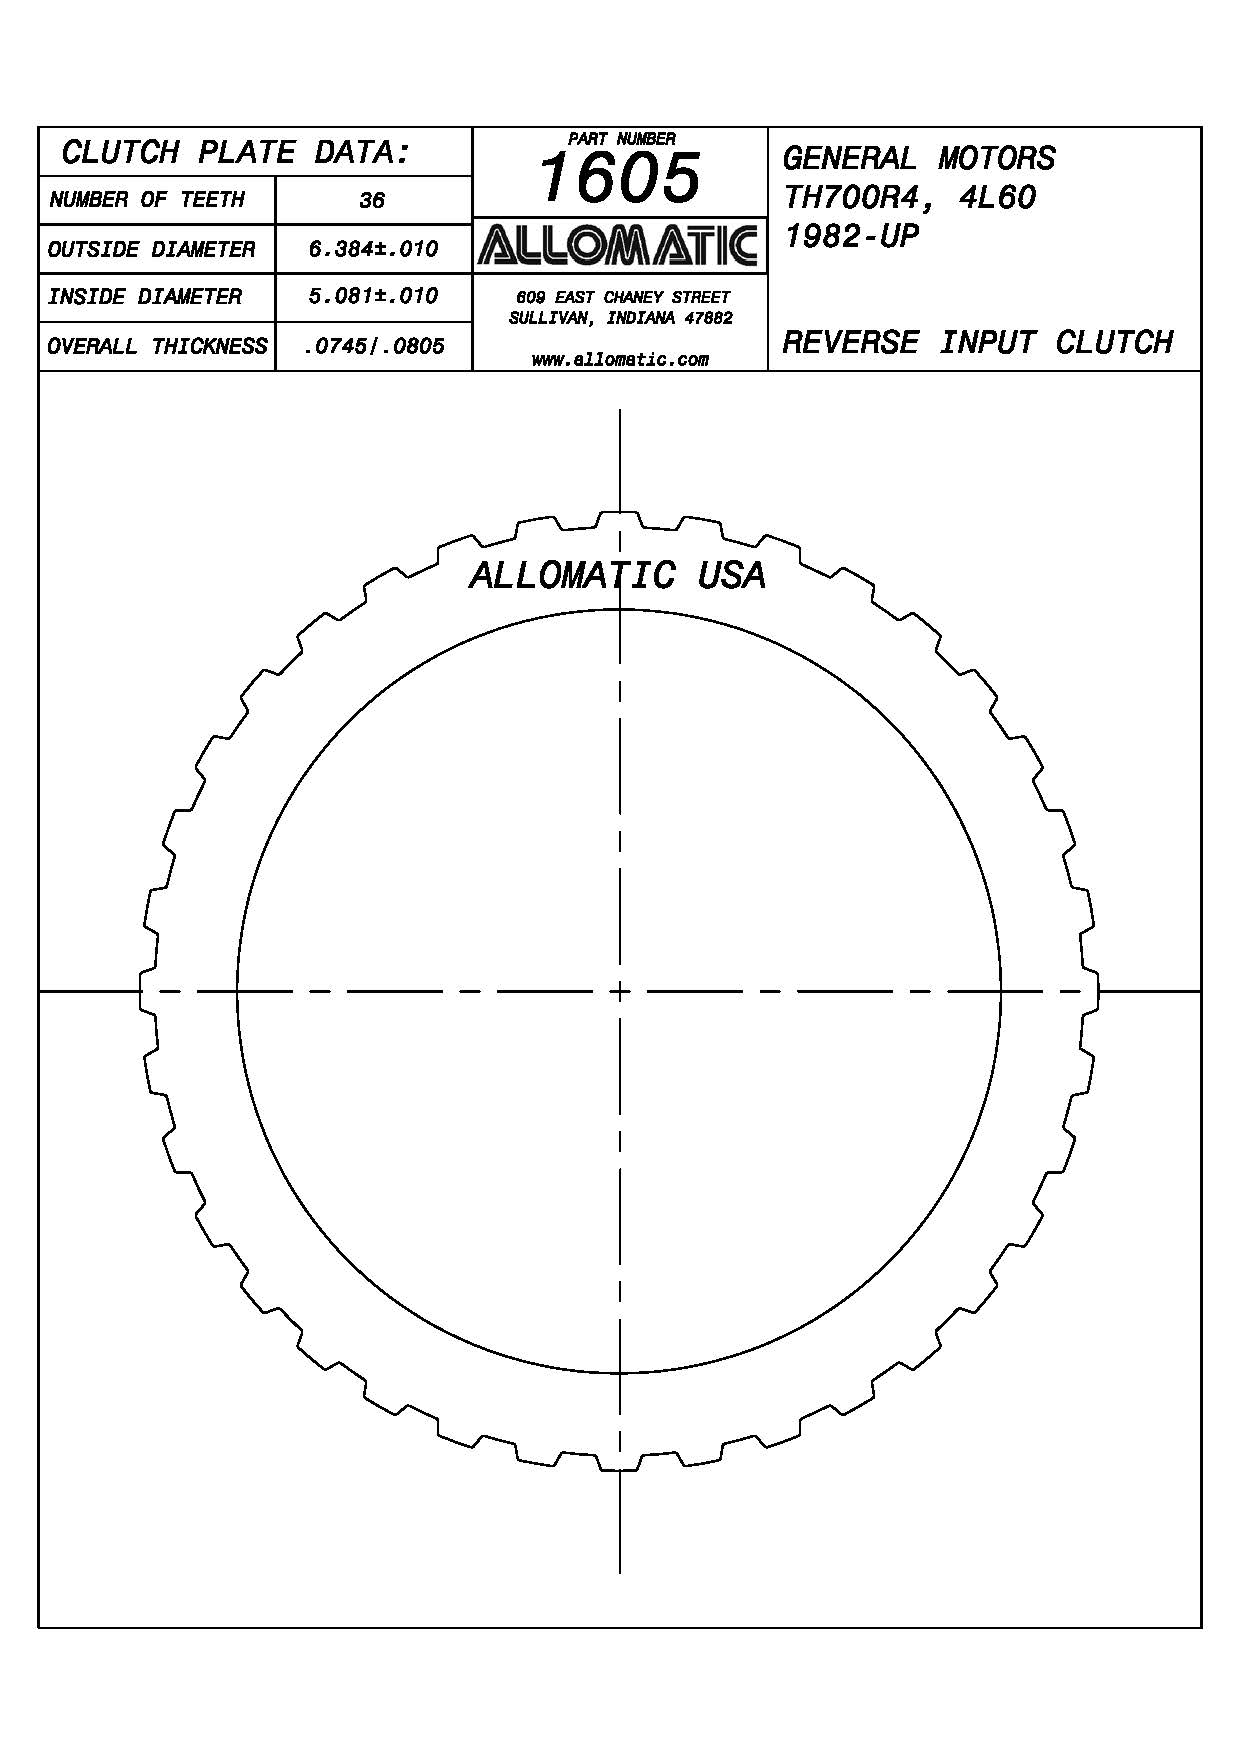 CLUTCH PLATE DATA:
NUMBER OF TEETH 36
OUTSIDE DIAMETER 6.384±.010
INSIDE DIAMETER 5.081±.010
OVERALL THICKNESS .0745/.0805
PART NUMBER
1605
ALLOMATIC
609 EAST CHANEY STREET
SULLIVAN, INDIANA 47882
www.allomatic.com
GENERAL MOTORS
TH700R4, 4L60
1982-UP
REVERSE INPUT CLUTCH
ALLOMATIC USA